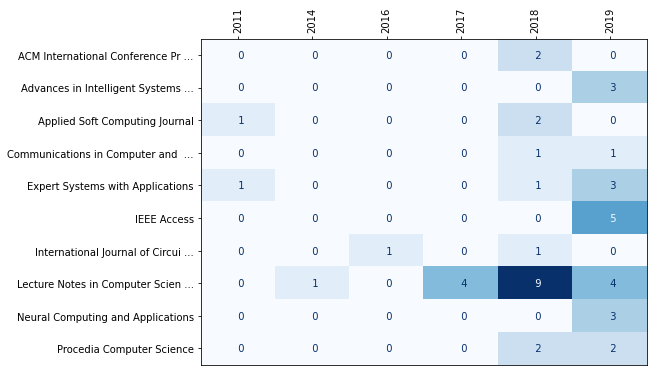 2011 2014 2016 2017 2018 2019
ACM International Conference Pr ... 0 0 0 0 2 0
Advances in Intelligent Systems ... 0 0 0 0 0 3
Applied Soft Computing Journal 1 0 0 0 2 0
Communications in Computer and  ... 0 0 0 0 1 1
Expert Systems with Applications 1 0 0 0 1 3
IEEE Access 0 0 0 0 0 5
International Journal of Circui ... 0 0 1 0 1 0
Lecture Notes in Computer Scien ... 0 1 0 4 9 4
Neural Computing and Applications 0 0 0 0 0 3
Procedia Computer Science 0 0 0 0 2 2